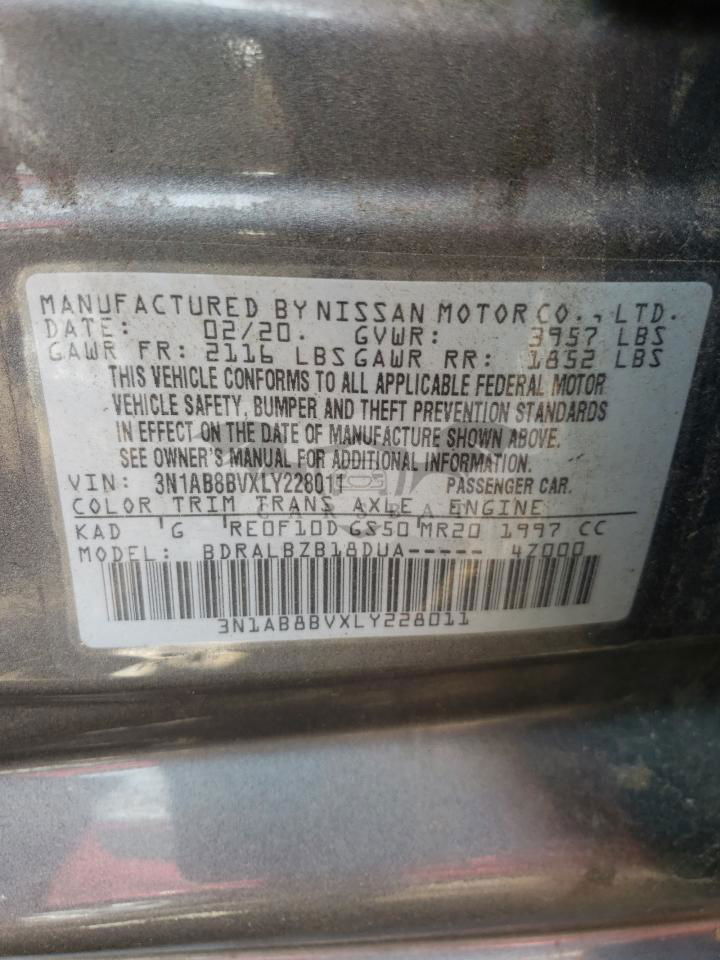 MANUFACTURED BY NISSAN MOTOR CO., LTD.
DATE: 02/20. GVWR: 3957 LBS
GAWR FR: 2116 LBS GAWR RR: 1852 LBS
THIS VEHICLE CONFORMS TO ALL APPLICABLE FEDERAL MOTOR
VEHICLE SAFETY, BUMPER AND THEFT PREVENTION STANDARDS
IN EFFECT ON THE DATE OF MANUFACTURE SHOWN ABOVE.
SEE OWNER'S MANUAL FOR ADDITIONAL INFORMATION.
VIN: 3N1AB8BVXLY228011 PASSENGER CAR.
COLOR TRIM TRANS AXLE ENGINE
KAD 'G 'RE0F10D GS50 'MR20 1997 CC
MODEL: BDRALBZB18DUA----- 4Z000
3N1AB8BVXLY228011